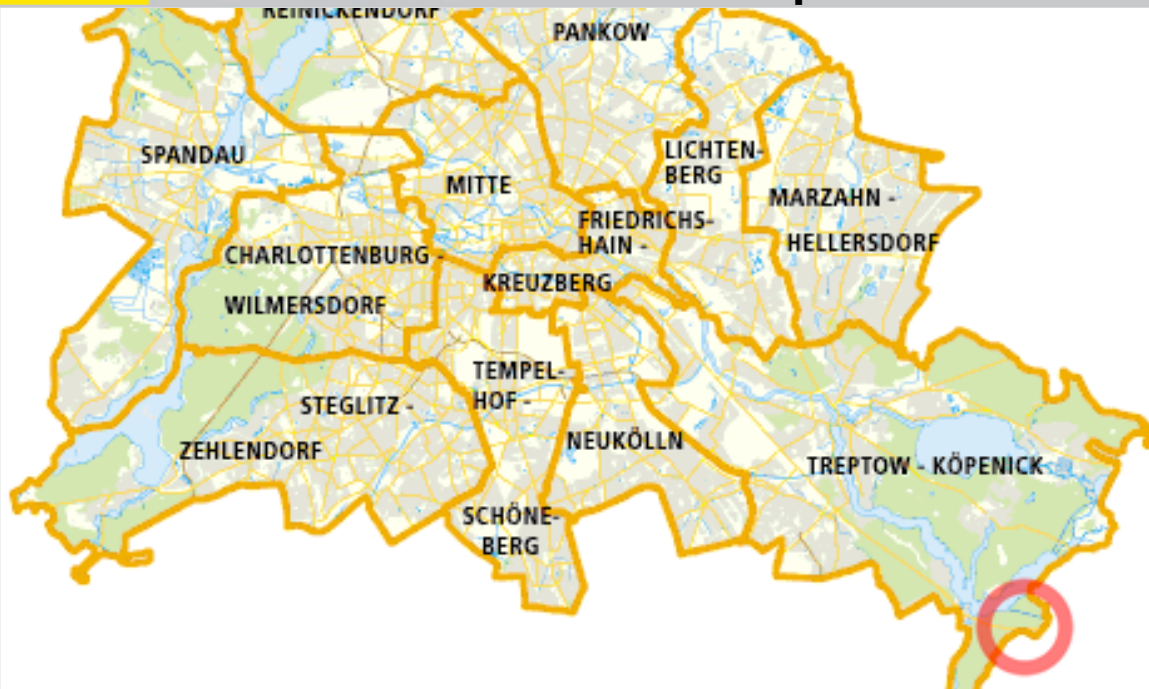 REINICKENDORF
PANKOW
SPANDAU
LICHTEN-
BERG
MITTE
MARZAHN -
HELLERSDORF
FRIEDRICHS-
HAIN -
KREUZBERG
CHARLOTTENBURG -
WILMERSDORF
TEMPEL-
HOF -
SCHÖNE-
BERG
STEGLITZ -
ZEHLENDORF
NEUKÖLLN
TREPTOW - KÖPENICK